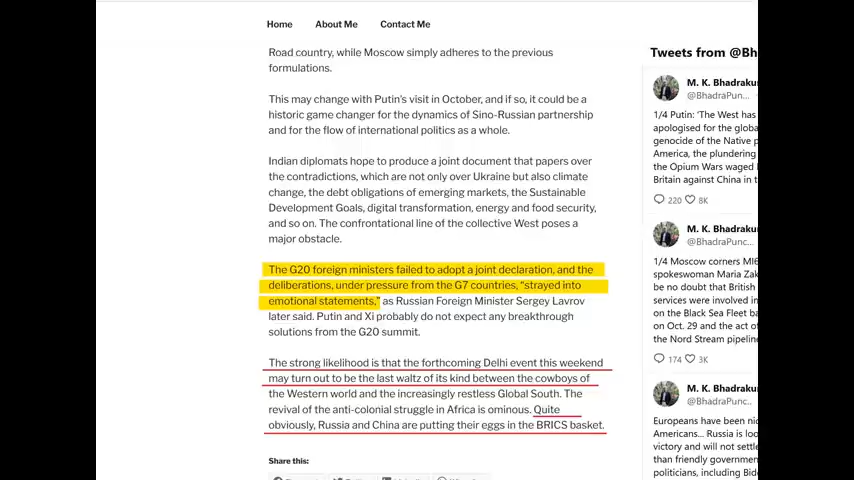 Home About Me Contact Me
Road country, while Moscow simply adheres to the previous
formulations.
This may change with Putin's visit in October, and if so, it could be a
historic game changer for the dynamics of Sino-Russian partnership
and for the flow of international politics as a whole.
Indian diplomats hope to produce a joint document that papers over
the contradictions, which are not only over Ukraine but also climate
change, the debt obligations of emerging markets, the Sustainable
Development Goals, digital transformation, energy and food security,
and so on. The confrontational line of the collective West poses a
major obstacle.
The G20 foreign ministers failed to adopt a joint declaration, and the
deliberations, under pressure from the G7 countries, “strayed into
emotional statements,” as Russian Foreign Minister Sergey Lavrov
later said. Putin and Xi probably do not expect any breakthrough
solutions from the G20 summit.
The strong likelihood is that the forthcoming Delhi event this weekend
may turn out to be the last waltz of its kind between the cowboys of
the Western world and the increasingly restless Global South. The
revival of the anti-colonial struggle in Africa is ominous. Quite
obviously, Russia and China are putting their eggs in the BRICS basket.
Share this:
Tweets from @Bh
M. K. Bhadrakur
@BhadraPun...
1/4 Putin: 'The West has
apologised for the globa
genocide of the Native p
America, the plundering
the Opium Wars waged
Britain against China in t
220 8K
M. K. Bhadrakur
@BhadraPunc...
1/4 Moscow corners MI6
spokeswoman Maria Zak
be no doubt that British
services were involved in
on the Black Sea Fleet b
on Oct. 29 and the act of
the Nord Stream pipeline
174 3K
M. K. Bhadrakur
@BhadraPunc..
Europeans have been nic
Americans... Russia is loo
victory and will not settle
than friendly governme
politicians, including Bid